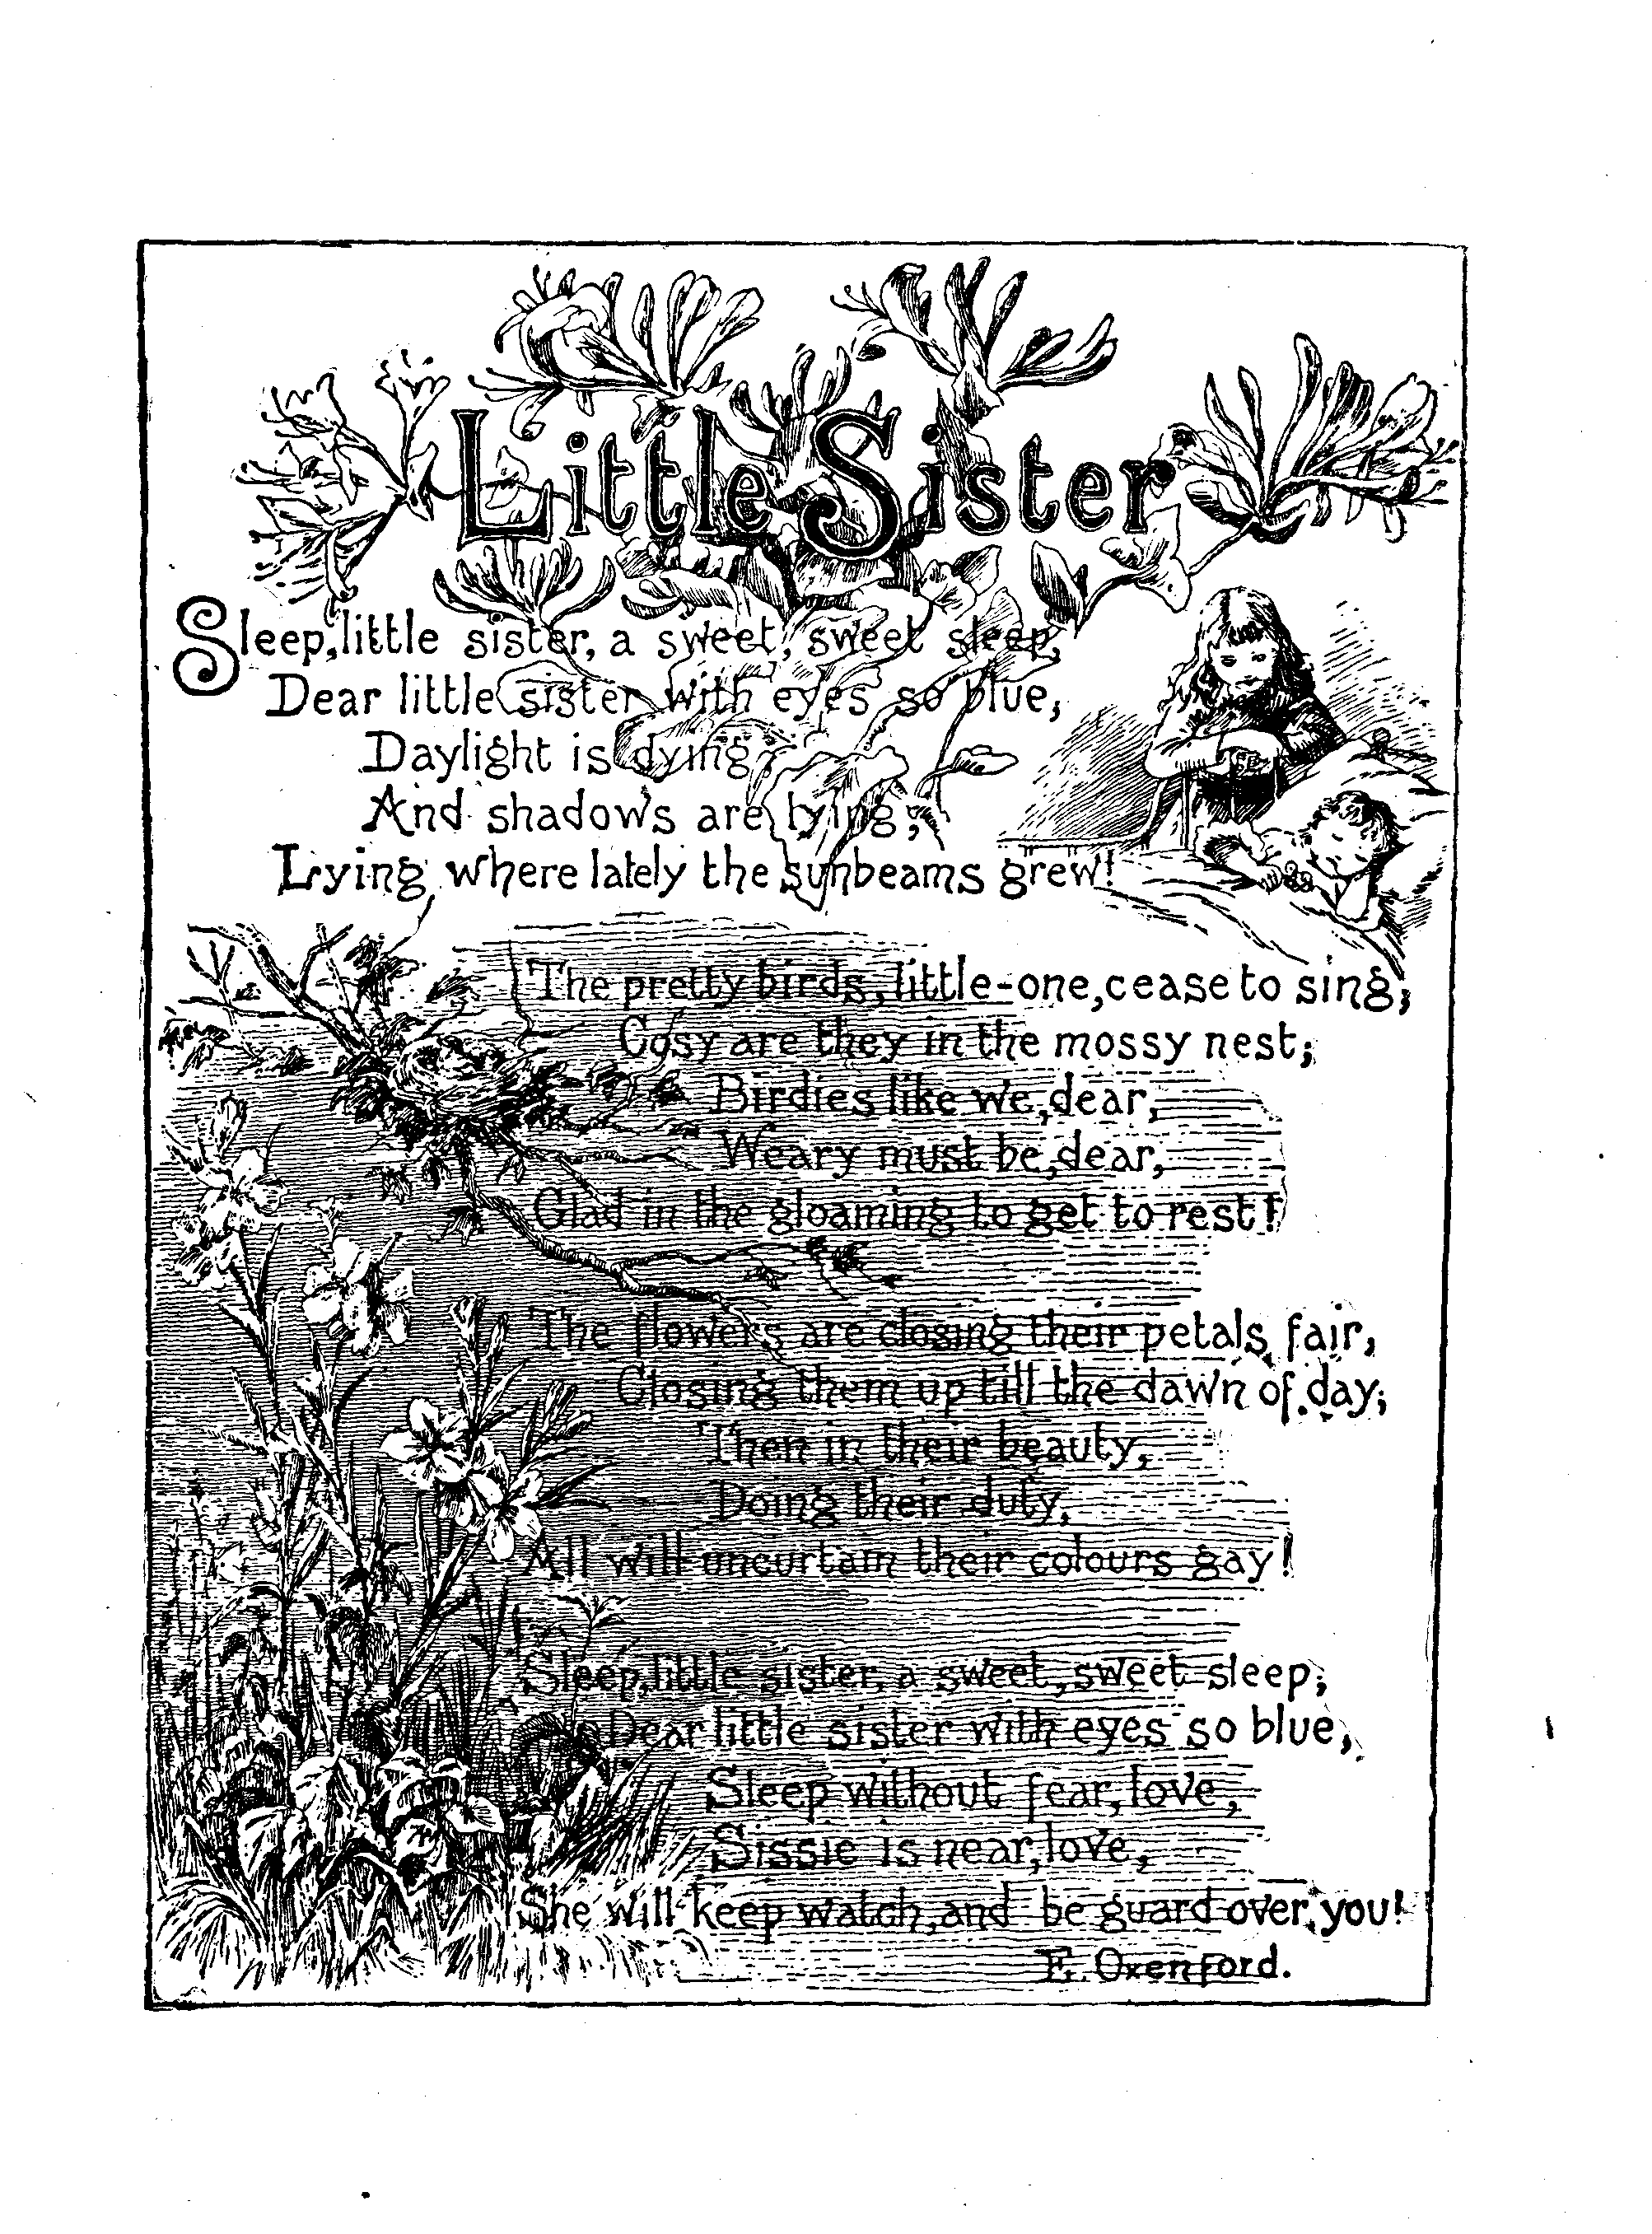 Little Sister
Sleep, little sister, a sweet, sweet sleep,
Dear little sister with eyes so blue,
Daylight is dying,
And shadows are lying;
Lying where lately the sunbeams grew!
The pretty birds, little-one, cease to sing;
Cosy are they in the mossy nest;
Birdies like we, dear,
Weary must be, dear,
Glad in the gloaming to get to rest!
The flowers are closing their petals fair,
Closing them up till the dawn of day;
Then in their beauty,
Doing their duty,
All will uncurtain their colours gay!
Sleep, little sister, a sweet, sweet sleep;
Dear little sister with eyes so blue,
Sleep without fear, love,
Sissie is near, love,
She will keep watch, and be guard over you!
E. Oxenford.